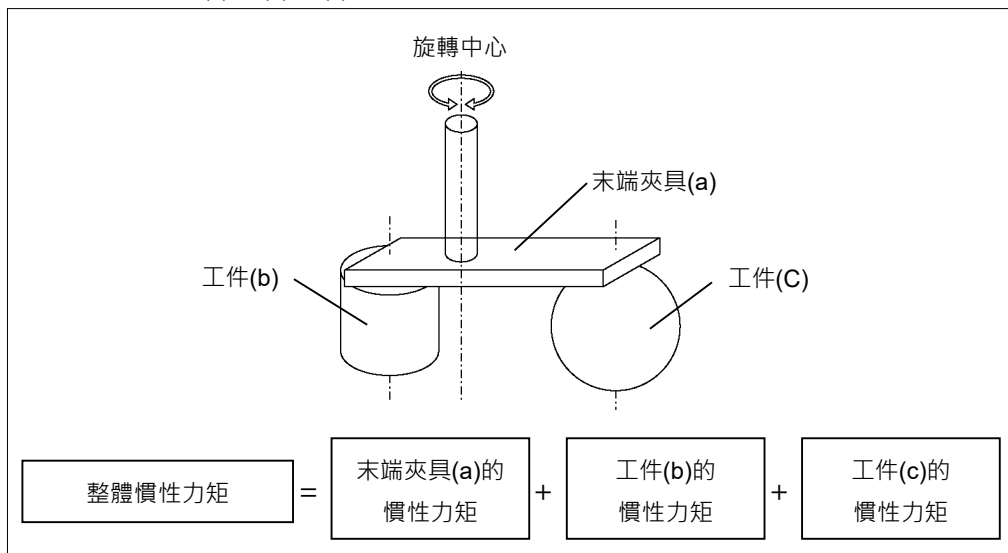 旋轉中心
末端夾具(a)
工件(b)
工件(C)
整體慣性力矩 = 末端夾具(a)的 慣性力矩 + 工件(b)的 慣性力矩 + 工件(c)的 慣性力矩